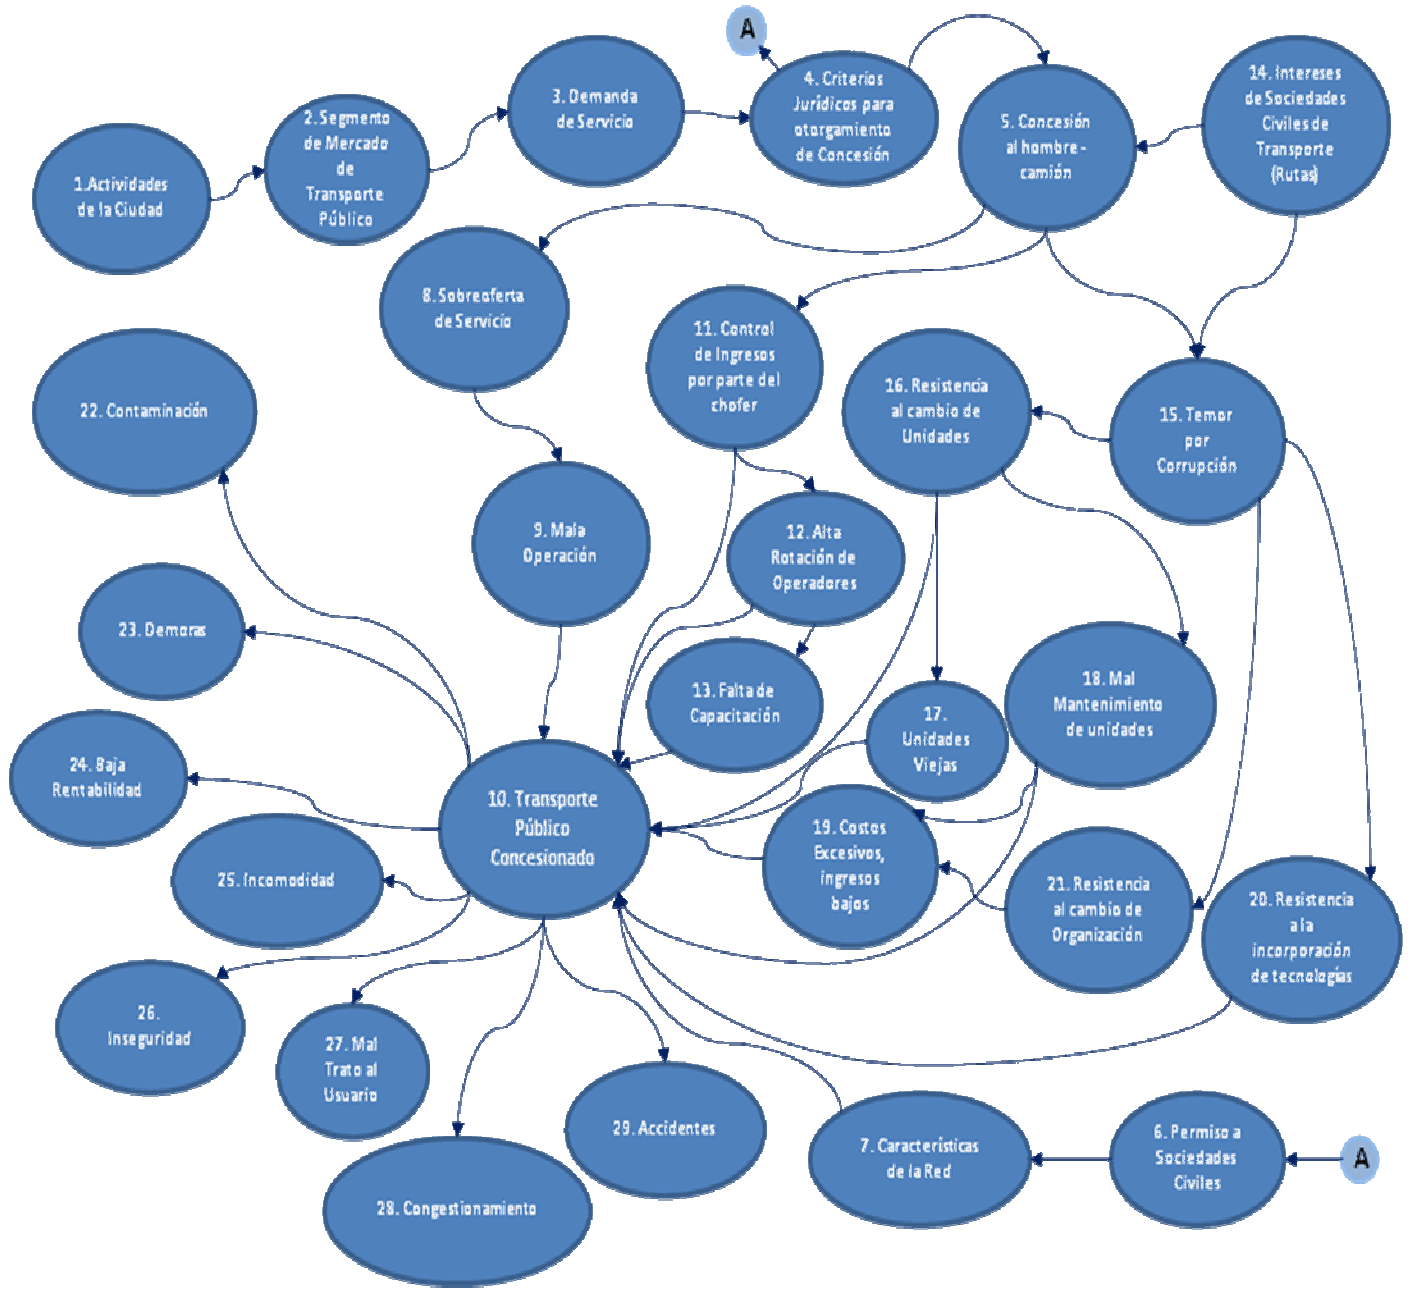 A
1.Actividades
de la Ciudad
2.Segmento
de Mercado
de
Transporte
Público
3. Demanda
de Servicio
4. Criterios
Jurídicos para
otorgamiento
de Concesión
5. Concesión
al hombre -
camión
14. Intereses
de Sociedades
Civiles de
Transporte
(Rutas)
8. Sobreoferta
de Servicio
11. Control
de Ingresos
por parte del
chofer
16. Resistencia
al cambio de
Unidades
15. Temor
por
Corrupción
22. Contaminación
9. Mala
Operación
12. Alta
Rotación de
Operadores
23. Demoras
13. Falta de
Capacitación
17.
Unidades
Viejas
18. Mal
Mantenimiento
de unidades
24. Baja
Rentabilidad
10. Transporte
Público
Concesionado
19. Costos
Excesivos,
ingresos
bajos
25. Incomodidad
21. Resistencia
al cambio de
Organización
20. Resistencia
a la
incorporación
de tecnologías
26.
Inseguridad
27. Mal
Trato al
Usuario
29. Accidentes
28. Congestionamiento
7. Características
de la Red
6. Permiso a
Sociedades
Civiles
A